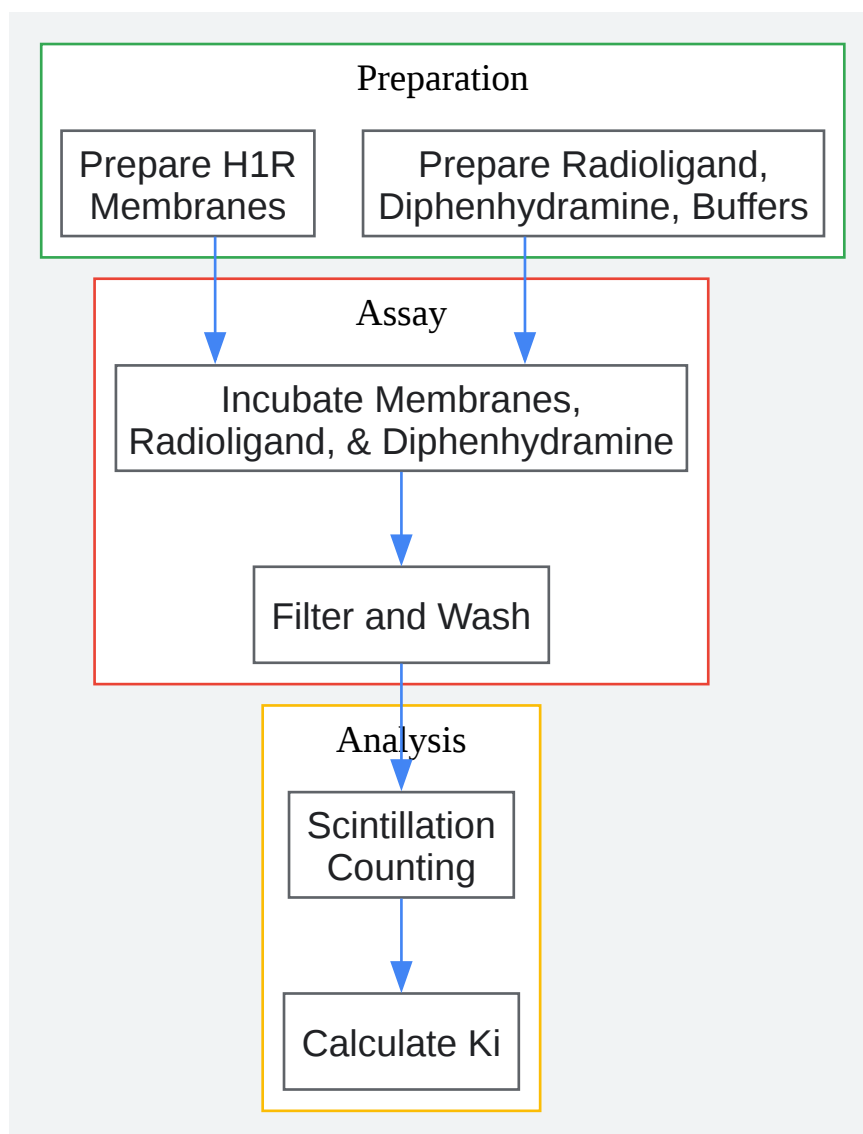 Preparation
Prepare H1R
Membranes
Prepare Radioligand,
Diphenhydramine, Buffers
Assay
Incubate Membranes,
Radioligand, & Diphenhydramine
Filter and Wash
Analysis
Scintillation
Counting
Calculate Ki